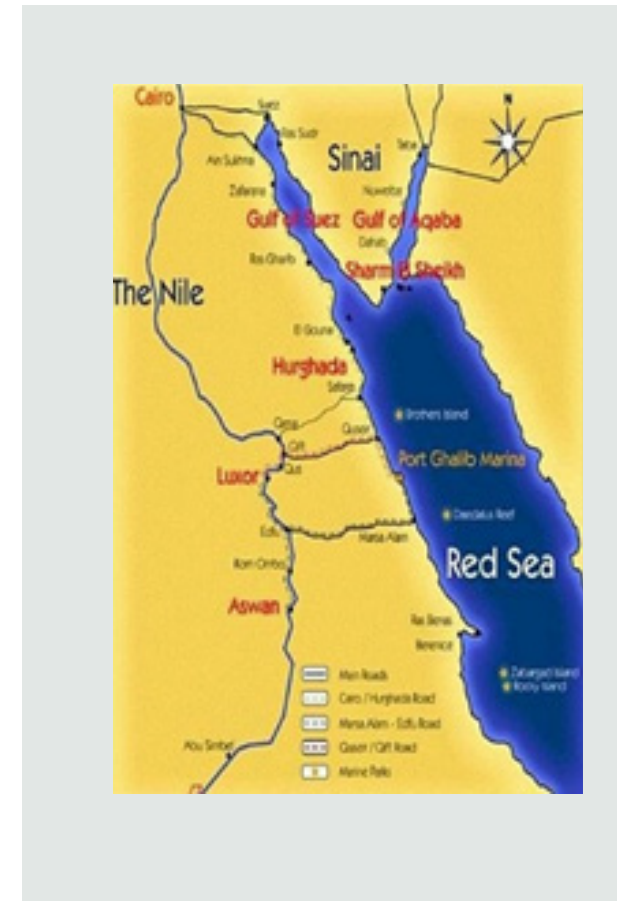 Cairo
Suez
N
Ras Sudr
Sinai
Taba
Ain Sukhna
Zafarana
Nuweiba
Gulf of Suez
Gulf of Aqaba
Dahab
Ras Gharib
Sharm El Sheikh
The Nile
El Gouna
Hurghada
Safaga
Brothers Island
Qena
Quseir
Qift
Port Ghalib Marina
Qus
Luxor
Daedalus Reef
Edfu
Marsa Alam
Red Sea
Kom Ombo
Aswan
Ras Benas
Berenice
Zabargad Island
Rocky Island
Main Roads
Cairo / Hurghada Road
Marsa Alam - Edfu Road
Quseir / Qift Road
Marine Parks
Abu Simbel